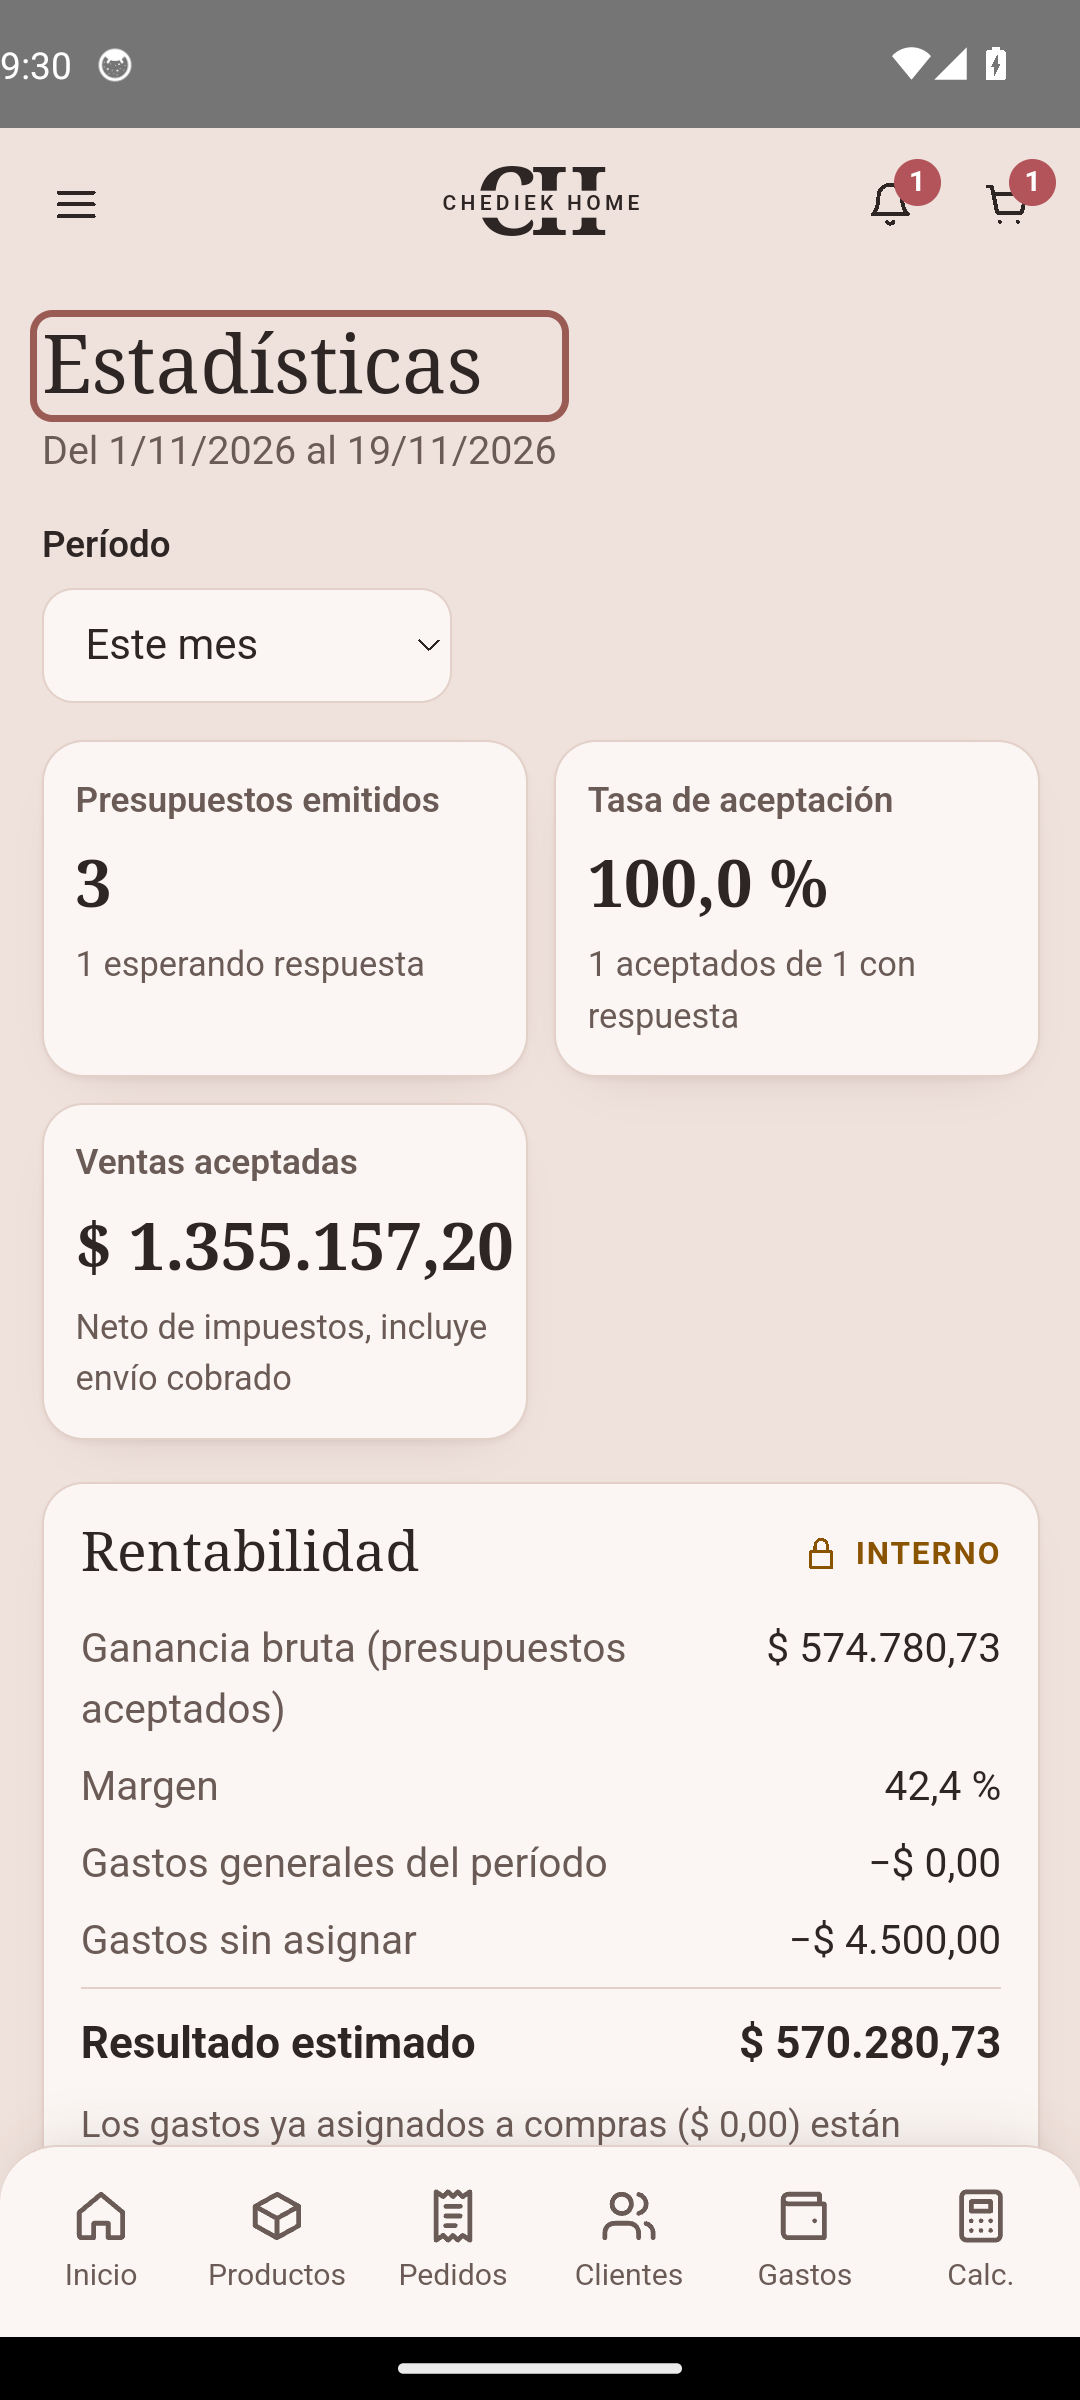 9:30
CH
CHEDIEK HOME
1
1
Estadísticas
Del 1/11/2026 al 19/11/2026
Período
Este mes
Presupuestos emitidos
3
1 esperando respuesta
Tasa de aceptación
100,0 %
1 aceptados de 1 con
respuesta
Ventas aceptadas
$ 1.355.157,20
Neto de impuestos, incluye
envío cobrado
Rentabilidad
INTERNO
Ganancia bruta (presupuestos
aceptados)
$ 574.780,73
Margen
42,4 %
Gastos generales del período
−$ 0,00
Gastos sin asignar
−$ 4.500,00
Resultado estimado
$ 570.280,73
Los gastos ya asignados a compras ($ 0,00) están
Inicio
Productos
Pedidos
Clientes
Gastos
Calc.